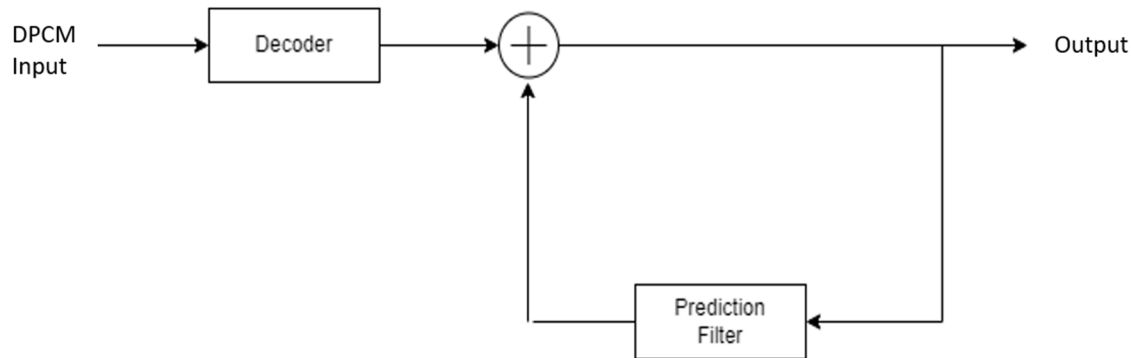 DPCM
Input
Decoder
Output
Prediction
Filter